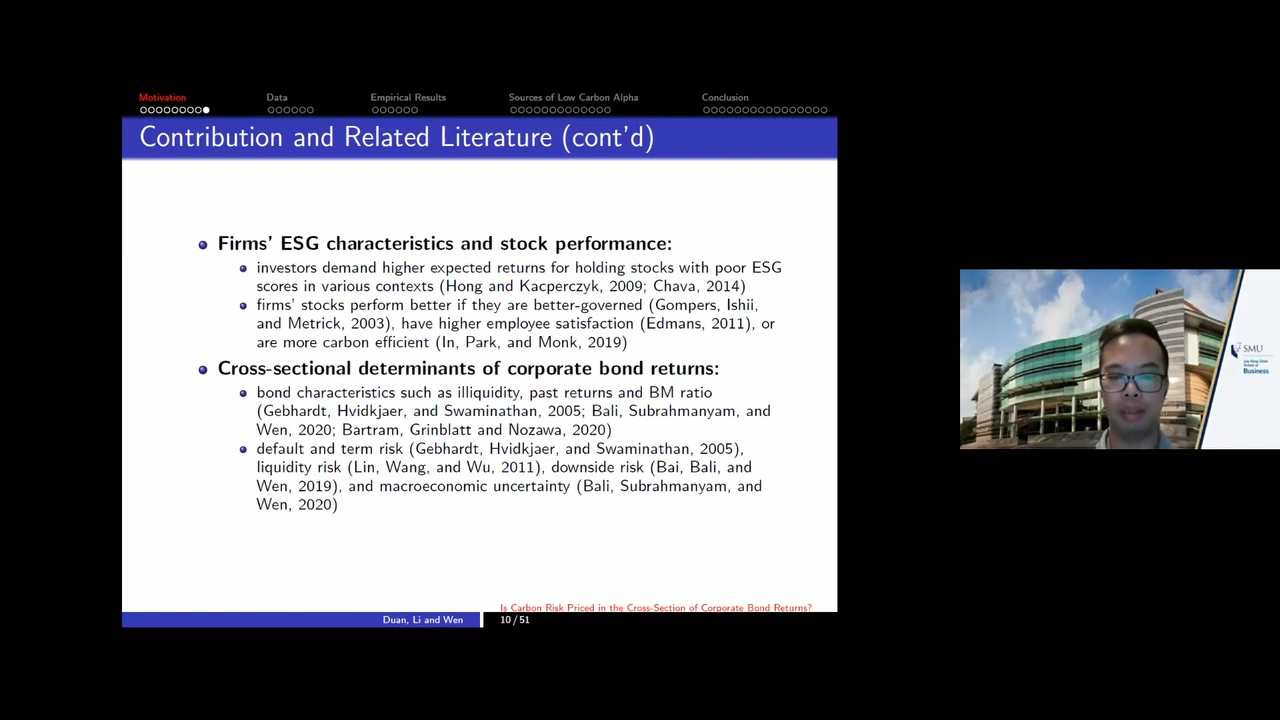 Motivation
Data
Empirical Results
Sources of Low Carbon Alpha
Conclusion
Contribution and Related Literature (cont'd)
Firms' ESG characteristics and stock performance:
investors demand higher expected returns for holding stocks with poor ESG
scores in various contexts (Hong and Kacperczyk, 2009; Chava, 2014)
firms' stocks perform better if they are better-governed (Gompers, Ishii,
and Metrick, 2003), have higher employee satisfaction (Edmans, 2011), or
are more carbon efficient (In, Park, and Monk, 2019)
Cross-sectional determinants of corporate bond returns:
bond characteristics such as illiquidity, past returns and BM ratio
(Gebhardt, Hvidkjaer, and Swaminathan, 2005; Bali, Subrahmanyam, and
Wen, 2020; Bartram, Grinblatt and Nozawa, 2020)
default and term risk (Gebhardt, Hvidkjaer, and Swaminathan, 2005),
liquidity risk (Lin, Wang, and Wu, 2011), downside risk (Bai, Bali, and
Wen, 2019), and macroeconomic uncertainty (Bali, Subrahmanyam, and
Wen, 2020)
Is Carbon Risk Priced in the Cross-Section of Corporate Bond Returns?
Duan, Li and Wen
10 / 51
SMU
Lee Kong Chian
School of
Business